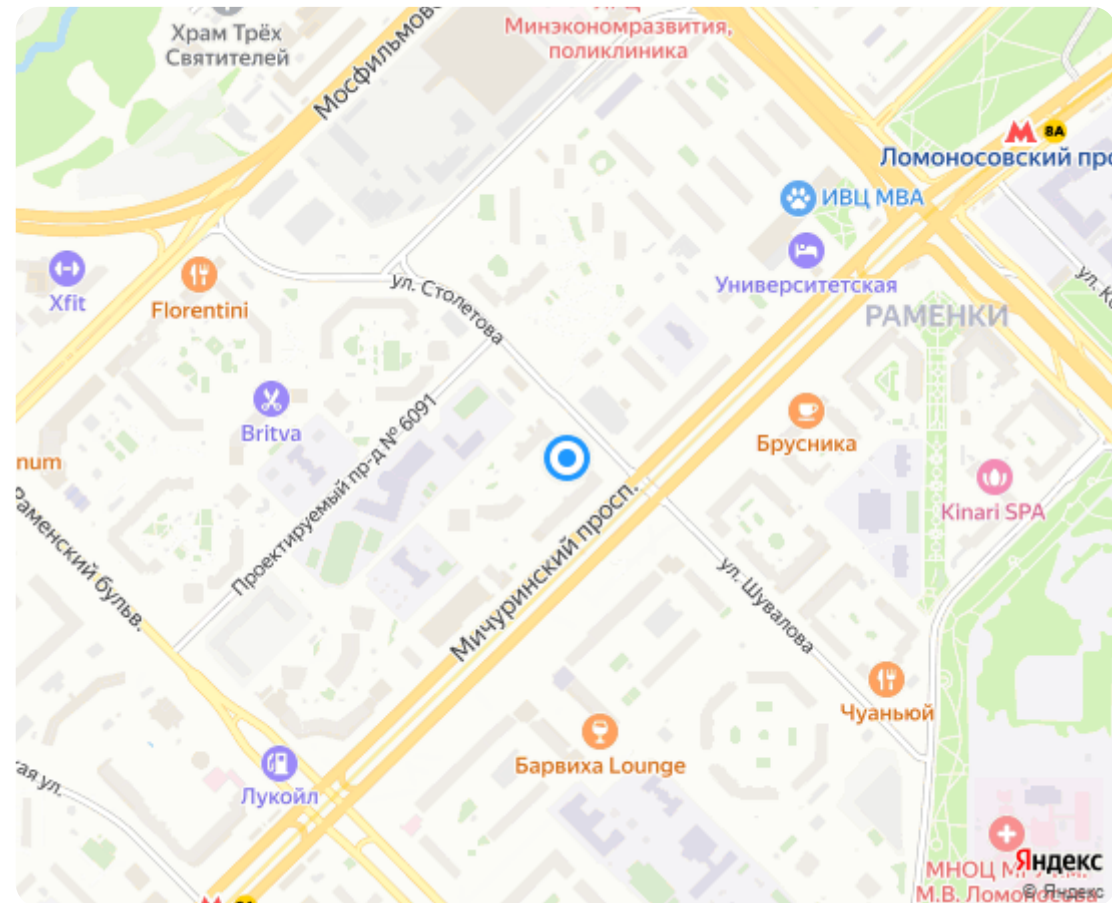 Храм Трёх
Святителей
Минэкономразвития,
поликлиника
8А
Ломоносовский про
ИВЦ МВА
Университетская
РАМЕНКИ
Xfit
Florentini
ул. Столетова
Britva
Проектируемый пр-д № 6091
Брусника
Kinari SPA
num
Раменский бульв.
Мичуринский просп.
ул. Шувалова
Чуаньюй
Барвиха Lounge
Лукойл
ая ул.
МНОЦ
М.В. Ломоносова
Яндекс
© Яндекс